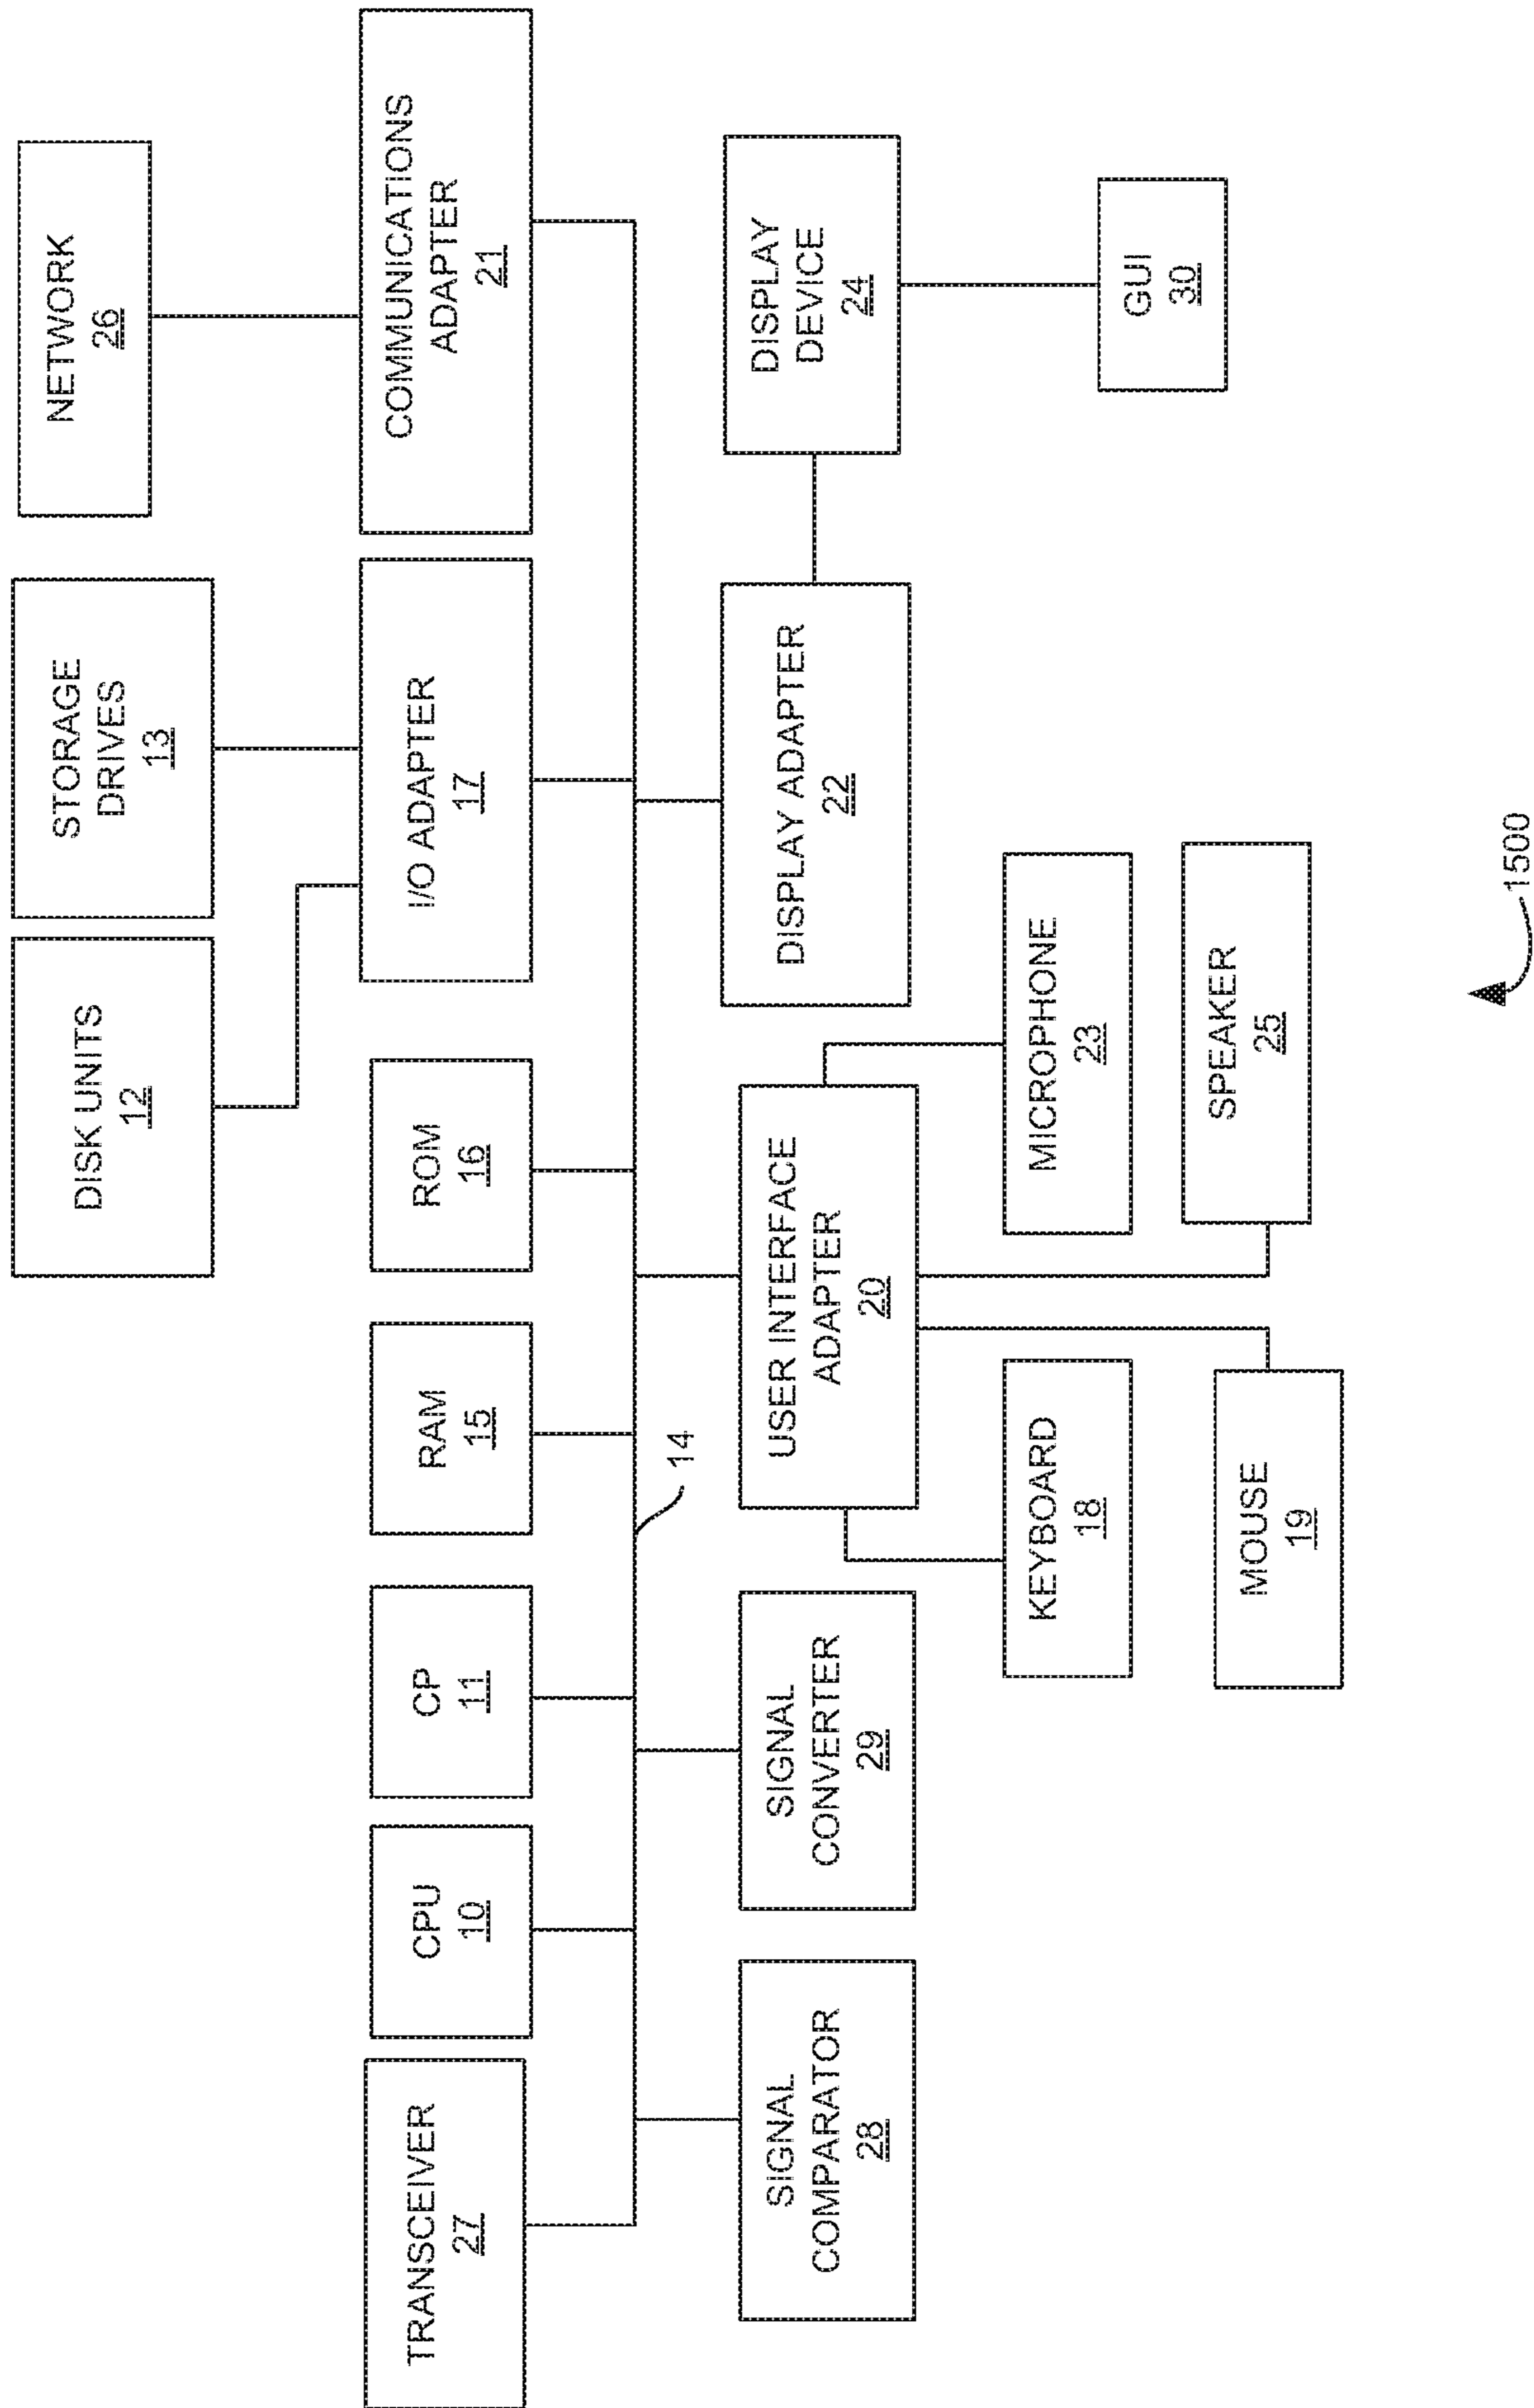 DISK UNITS
12
STORAGE
DRIVES
13
NETWORK
26
TRANSCEIVER
27
CPU
10
CP
11
RAM
15
ROM
16
I/O ADAPTER
17
COMMUNICATIONS
ADAPTER
21
14
SIGNAL
COMPARATOR
28
SIGNAL
CONVERTER
29
USER INTERFACE
ADAPTER
20
DISPLAY ADAPTER
22
DISPLAY
DEVICE
24
KEYBOARD
18
MICROPHONE
23
GUI
30
MOUSE
19
SPEAKER
25
1500